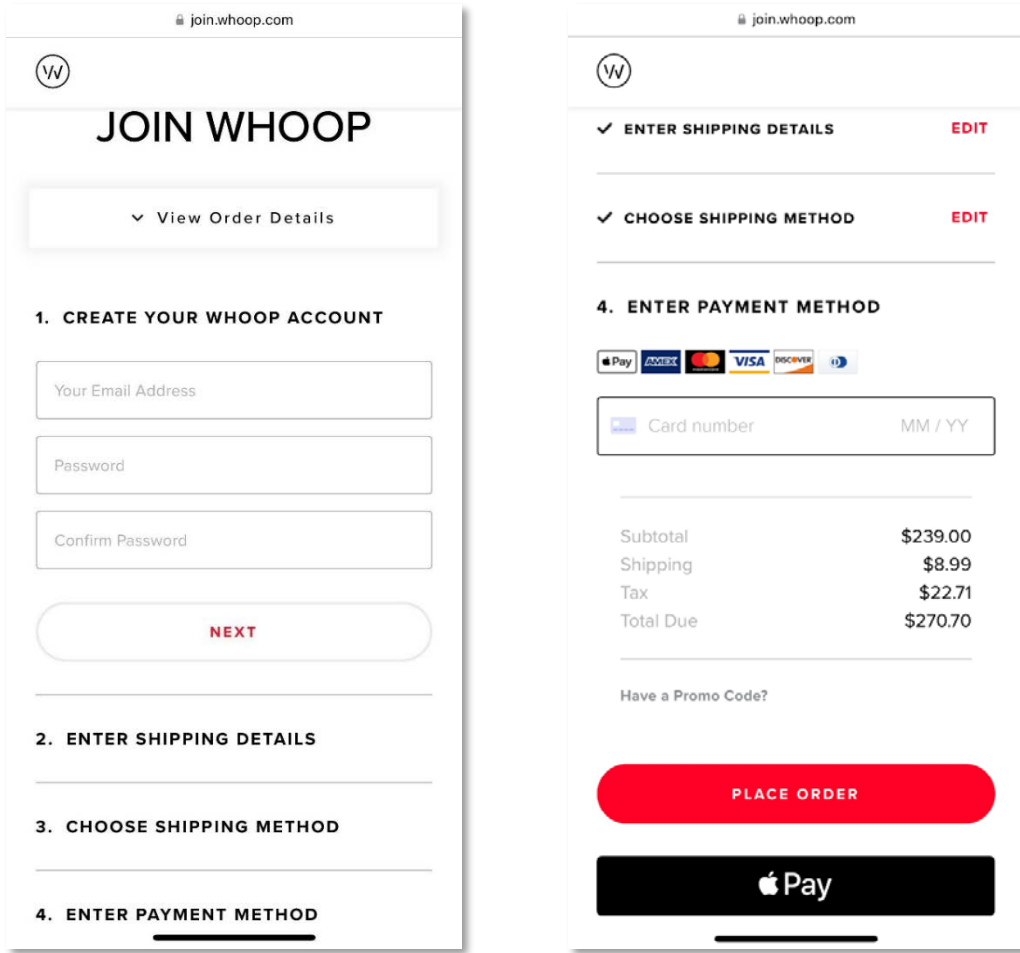 join.whoop.com
W
JOIN WHOOP
View Order Details
1. CREATE YOUR WHOOP ACCOUNT
Your Email Address
Password
Confirm Password
NEXT
2. ENTER SHIPPING DETAILS
3. CHOOSE SHIPPING METHOD
4. ENTER PAYMENT METHOD
join.whoop.com
W
ENTER SHIPPING DETAILS EDIT
CHOOSE SHIPPING METHOD EDIT
4. ENTER PAYMENT METHOD
Pay AMEX VISA DISCOVER
Card number MM / YY
Subtotal $239.00
Shipping $8.99
Tax $22.71
Total Due $270.70
Have a Promo Code?
PLACE ORDER
Pay